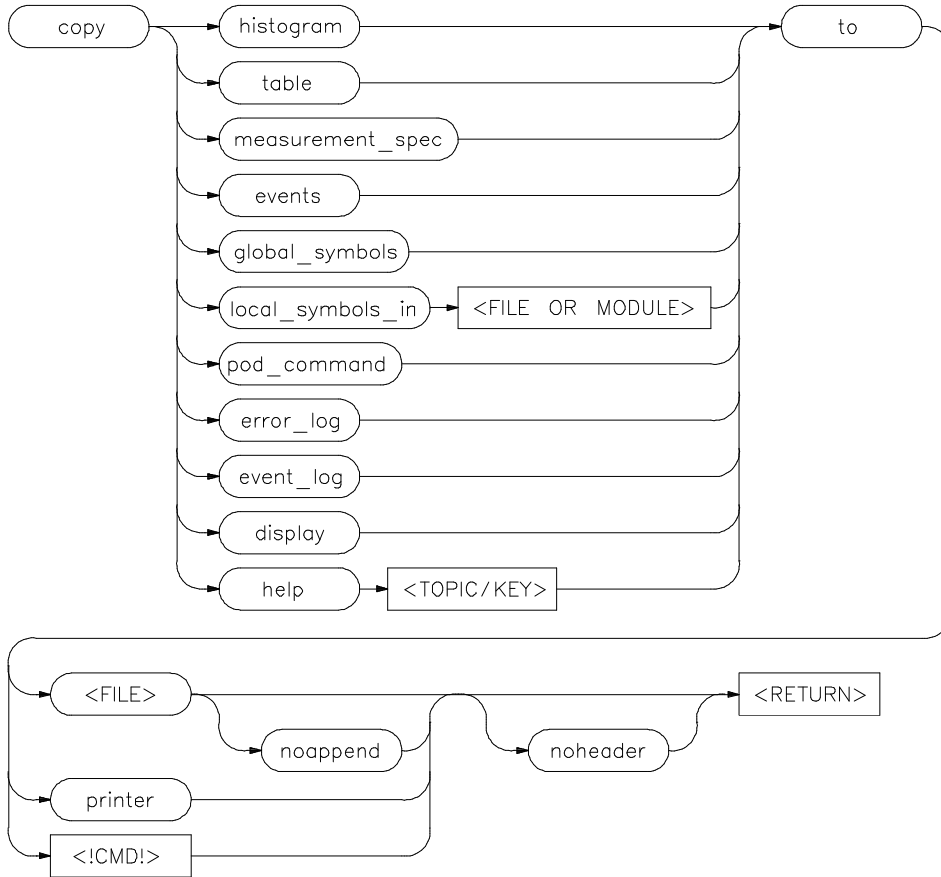 copy histogram to
table
measurement_spec
events
global_symbols
local_symbols_in <FILE OR MODULE>
pod_command
error_log
event_log
display
help <TOPIC/KEY>
<FILE> <RETURN>
noappend noheader
printer
<!CMD!>